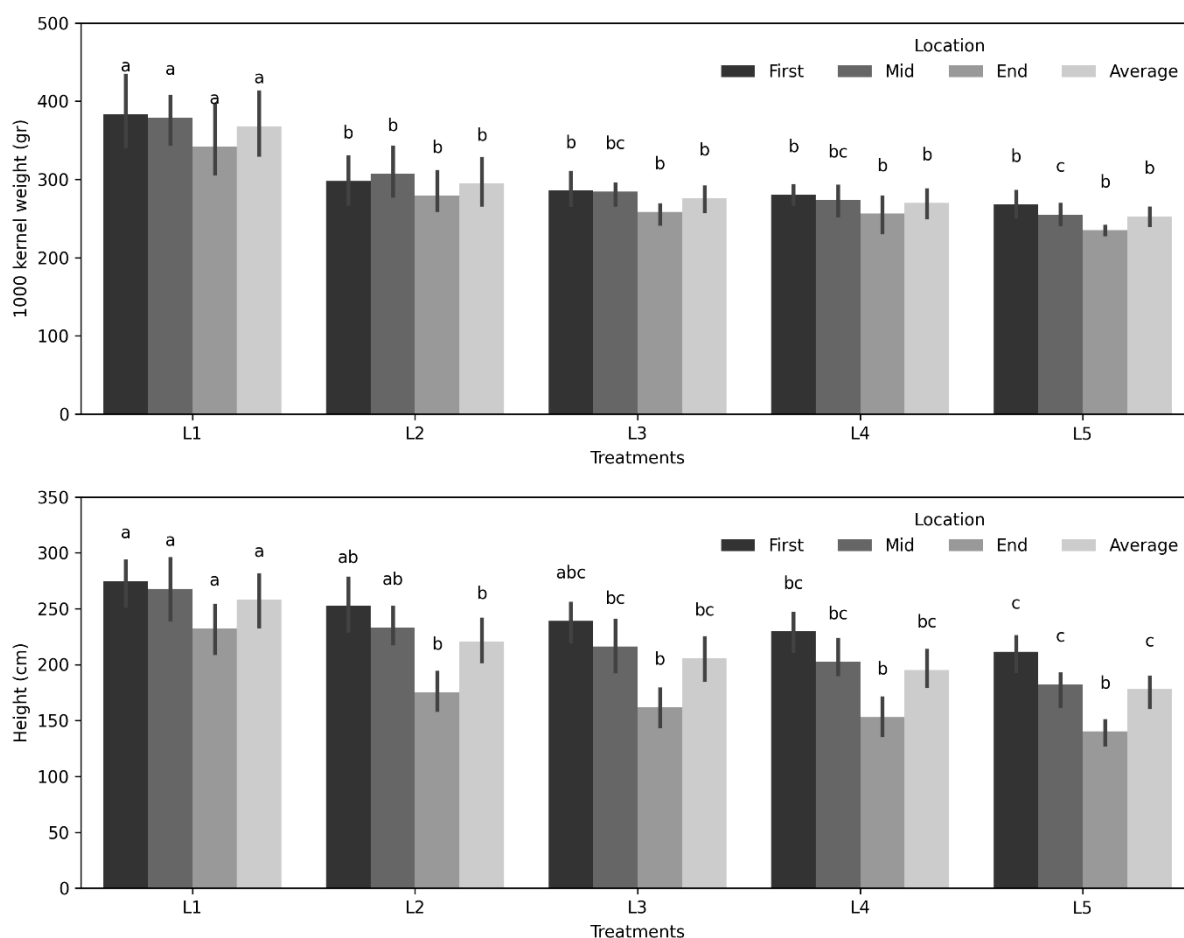 500
400
300
200
100
0
1000 kernel weight (gr)
Location
First Mid End Average
a a a a
b b b b
b bc b b
b bc b b
b c b b
L1 L2 L3 L4 L5
Treatments
350
300
250
200
150
100
50
0
Height (cm)
Location
First Mid End Average
a a a a
ab ab b b
abc bc b bc
bc bc b bc
c c b c
L1 L2 L3 L4 L5
Treatments